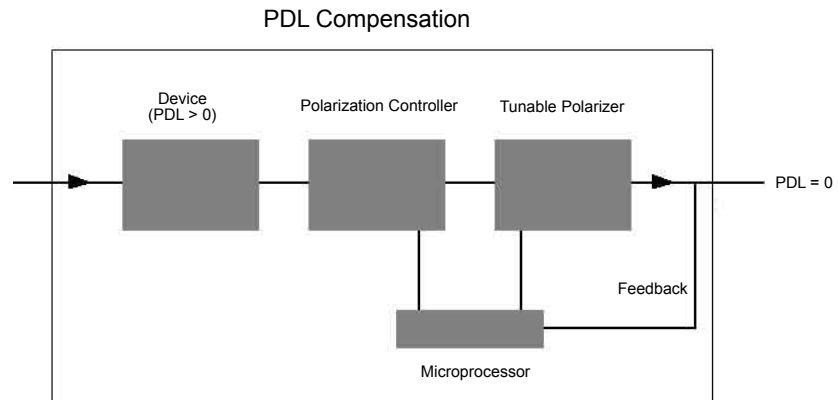 PDL Compensation
Device
(PDL > 0)
Polarization Controller
Tunable Polarizer
PDL = 0
Feedback
Microprocessor